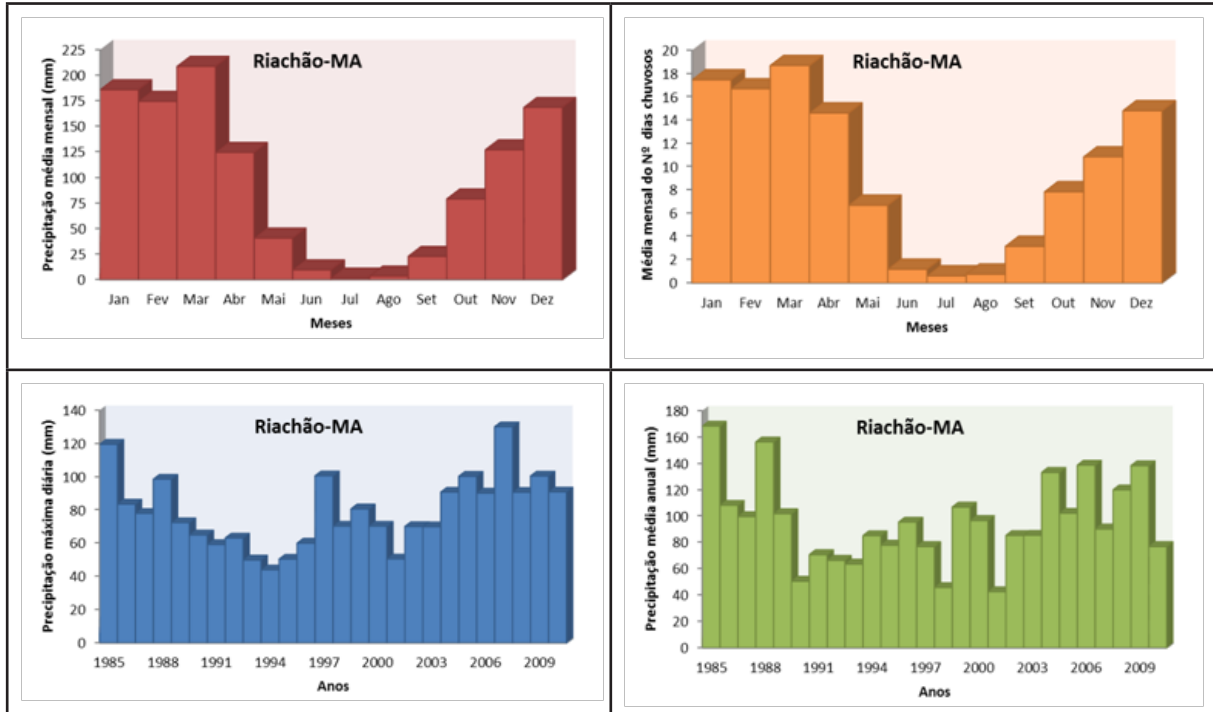 Riachão-MA
Precipitação média mensal (mm)
225
200
175
150
125
100
75
50
25
0
Jan Fev Mar Abr Mai Jun Jul Ago Set Out Nov Dez
Meses
Riachão-MA
Média mensal do Nº dias chuvosos
20
18
16
14
12
10
8
6
4
2
0
Jan Fev Mar Abr Mai Jun Jul Ago Set Out Nov Dez
Meses
Riachão-MA
Precipitação máxima diária (mm)
140
120
100
80
60
40
20
0
1985 1988 1991 1994 1997 2000 2003 2006 2009
Anos
Riachão-MA
Precipitação média anual (mm)
180
160
140
120
100
80
60
40
20
0
1985 1988 1991 1994 1997 2000 2003 2006 2009
Anos